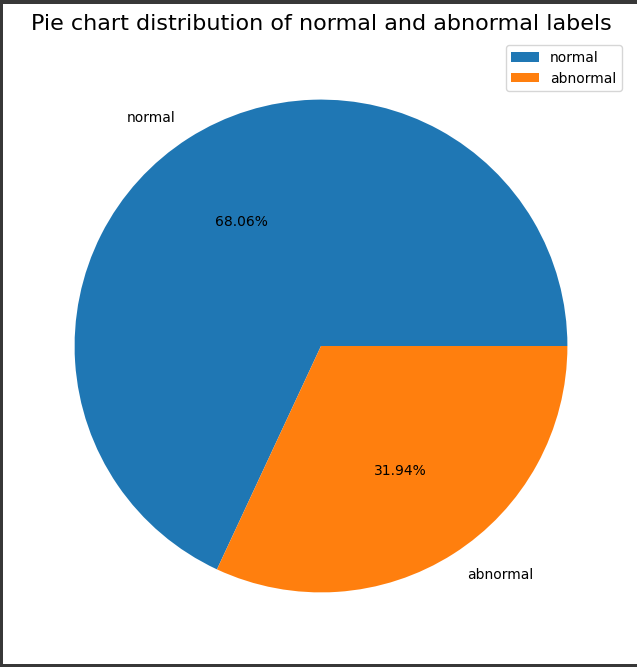 Pie chart distribution of normal and abnormal labels
normal
abnormal
normal
68.06%
31.94%
abnormal